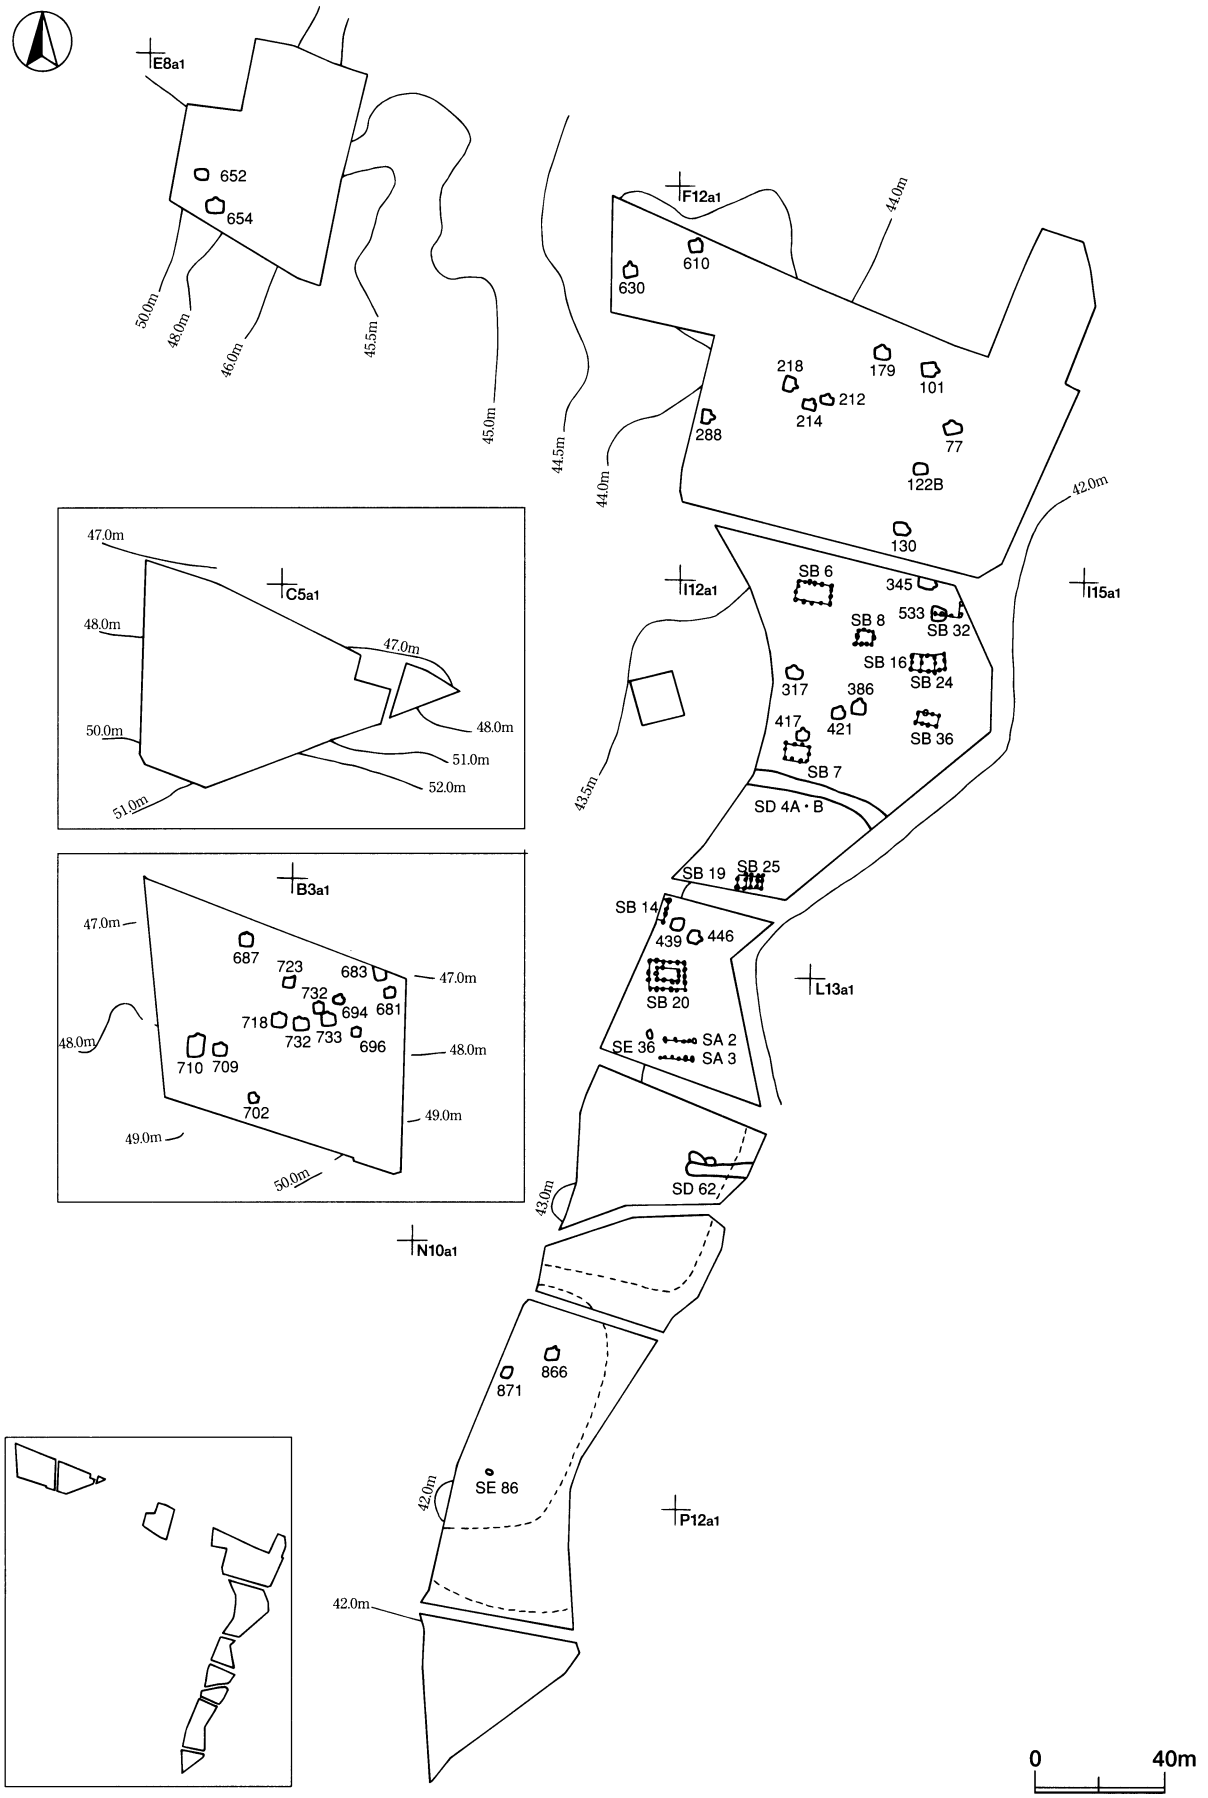 E8a1
652
654
50.0m
48.0m
46.0m
45.5m
45.0m
44.5m
44.0m
F12a1
44.0m
610
630
218
179
101
212
214
288
77
122B
42.0m
130
I12a1
I15a1
SB 6
345
533
SB 8
SB 32
SB 16
SB 24
317
386
417
421
SB 36
SB 7
43.5m
SD 4A・B
SB 19
SB 25
SB 14
439
446
L13a1
SB 20
SE 36
SA 2
SA 3
SD 62
43.0m
N10a1
866
871
SE 86
42.0m
P12a1
42.0m
47.0m
C5a1
48.0m
47.0m
50.0m
48.0m
51.0m
52.0m
51.0m
B3a1
47.0m
687
723
683
47.0m
732
694
681
718
732
733
696
48.0m
710
709
48.0m
702
49.0m
49.0m
50.0m
0
40m